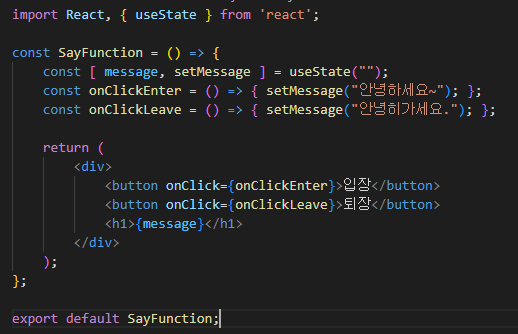 import React, { useState } from 'react';
const SayFunction = () => {
const [ message, setMessage ] = useState("");
const onClickEnter = () => { setMessage("안녕하세요~"); };
const onClickLeave = () => { setMessage("안녕히가세요."); };
return (
<div>
<button onClick={onClickEnter}>입장</button>
<button onClick={onClickLeave}>퇴장</button>
<h1>{message}</h1>
</div>
);
};
export default SayFunction;